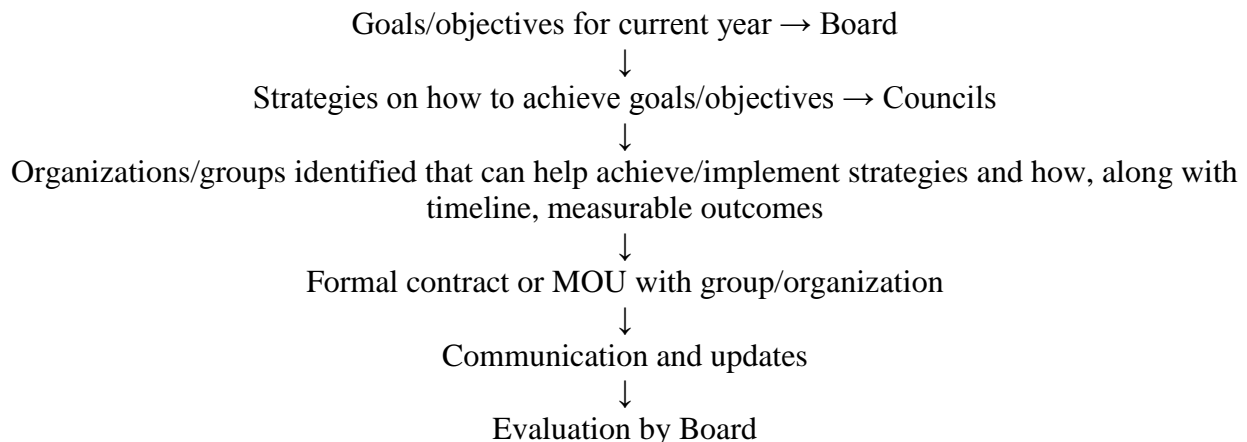 Goals/objectives for current year → Board
↓
Strategies on how to achieve goals/objectives → Councils
↓
Organizations/groups identified that can help achieve/implement strategies and how, along with
timeline, measurable outcomes
↓
Formal contract or MOU with group/organization
↓
Communication and updates
↓
Evaluation by Board